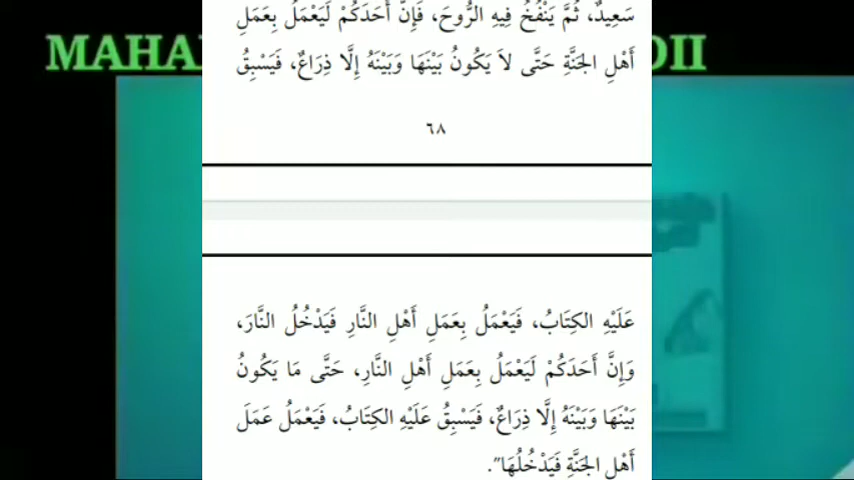 MAHA
DII
سَعِيدٌ، ثُمَّ يَنْفُخُ فِيهِ الرُّوحَ، فَإِنَّ أَحَدَكُمْ لَيَعْمَلُ بِعَمَلِ
أَهْلِ الجَنَّةِ حَتَّى لاَ يَكُونُ بَيْنَهَا وَبَيْنَهُ إِلَّا ذِرَاعٌ، فَيَسْبِقُ
٦٨
عَلَيْهِ الكِتَابُ، فَيَعْمَلُ بِعَمَلِ أَهْلِ النَّارِ فَيَدْخُلُ النَّارَ،
وَإِنَّ أَحَدَكُمْ لَيَعْمَلُ بِعَمَلِ أَهْلِ النَّارِ، حَتَّى مَا يَكُونُ
بَيْنَهَا وَبَيْنَهُ إِلَّا ذِرَاعٌ، فَيَسْبِقُ عَلَيْهِ الكِتَابُ، فَيَعْمَلُ عَمَلَ
أَهْلِ الجَنَّةِ فَيَدْخُلُهَا”.